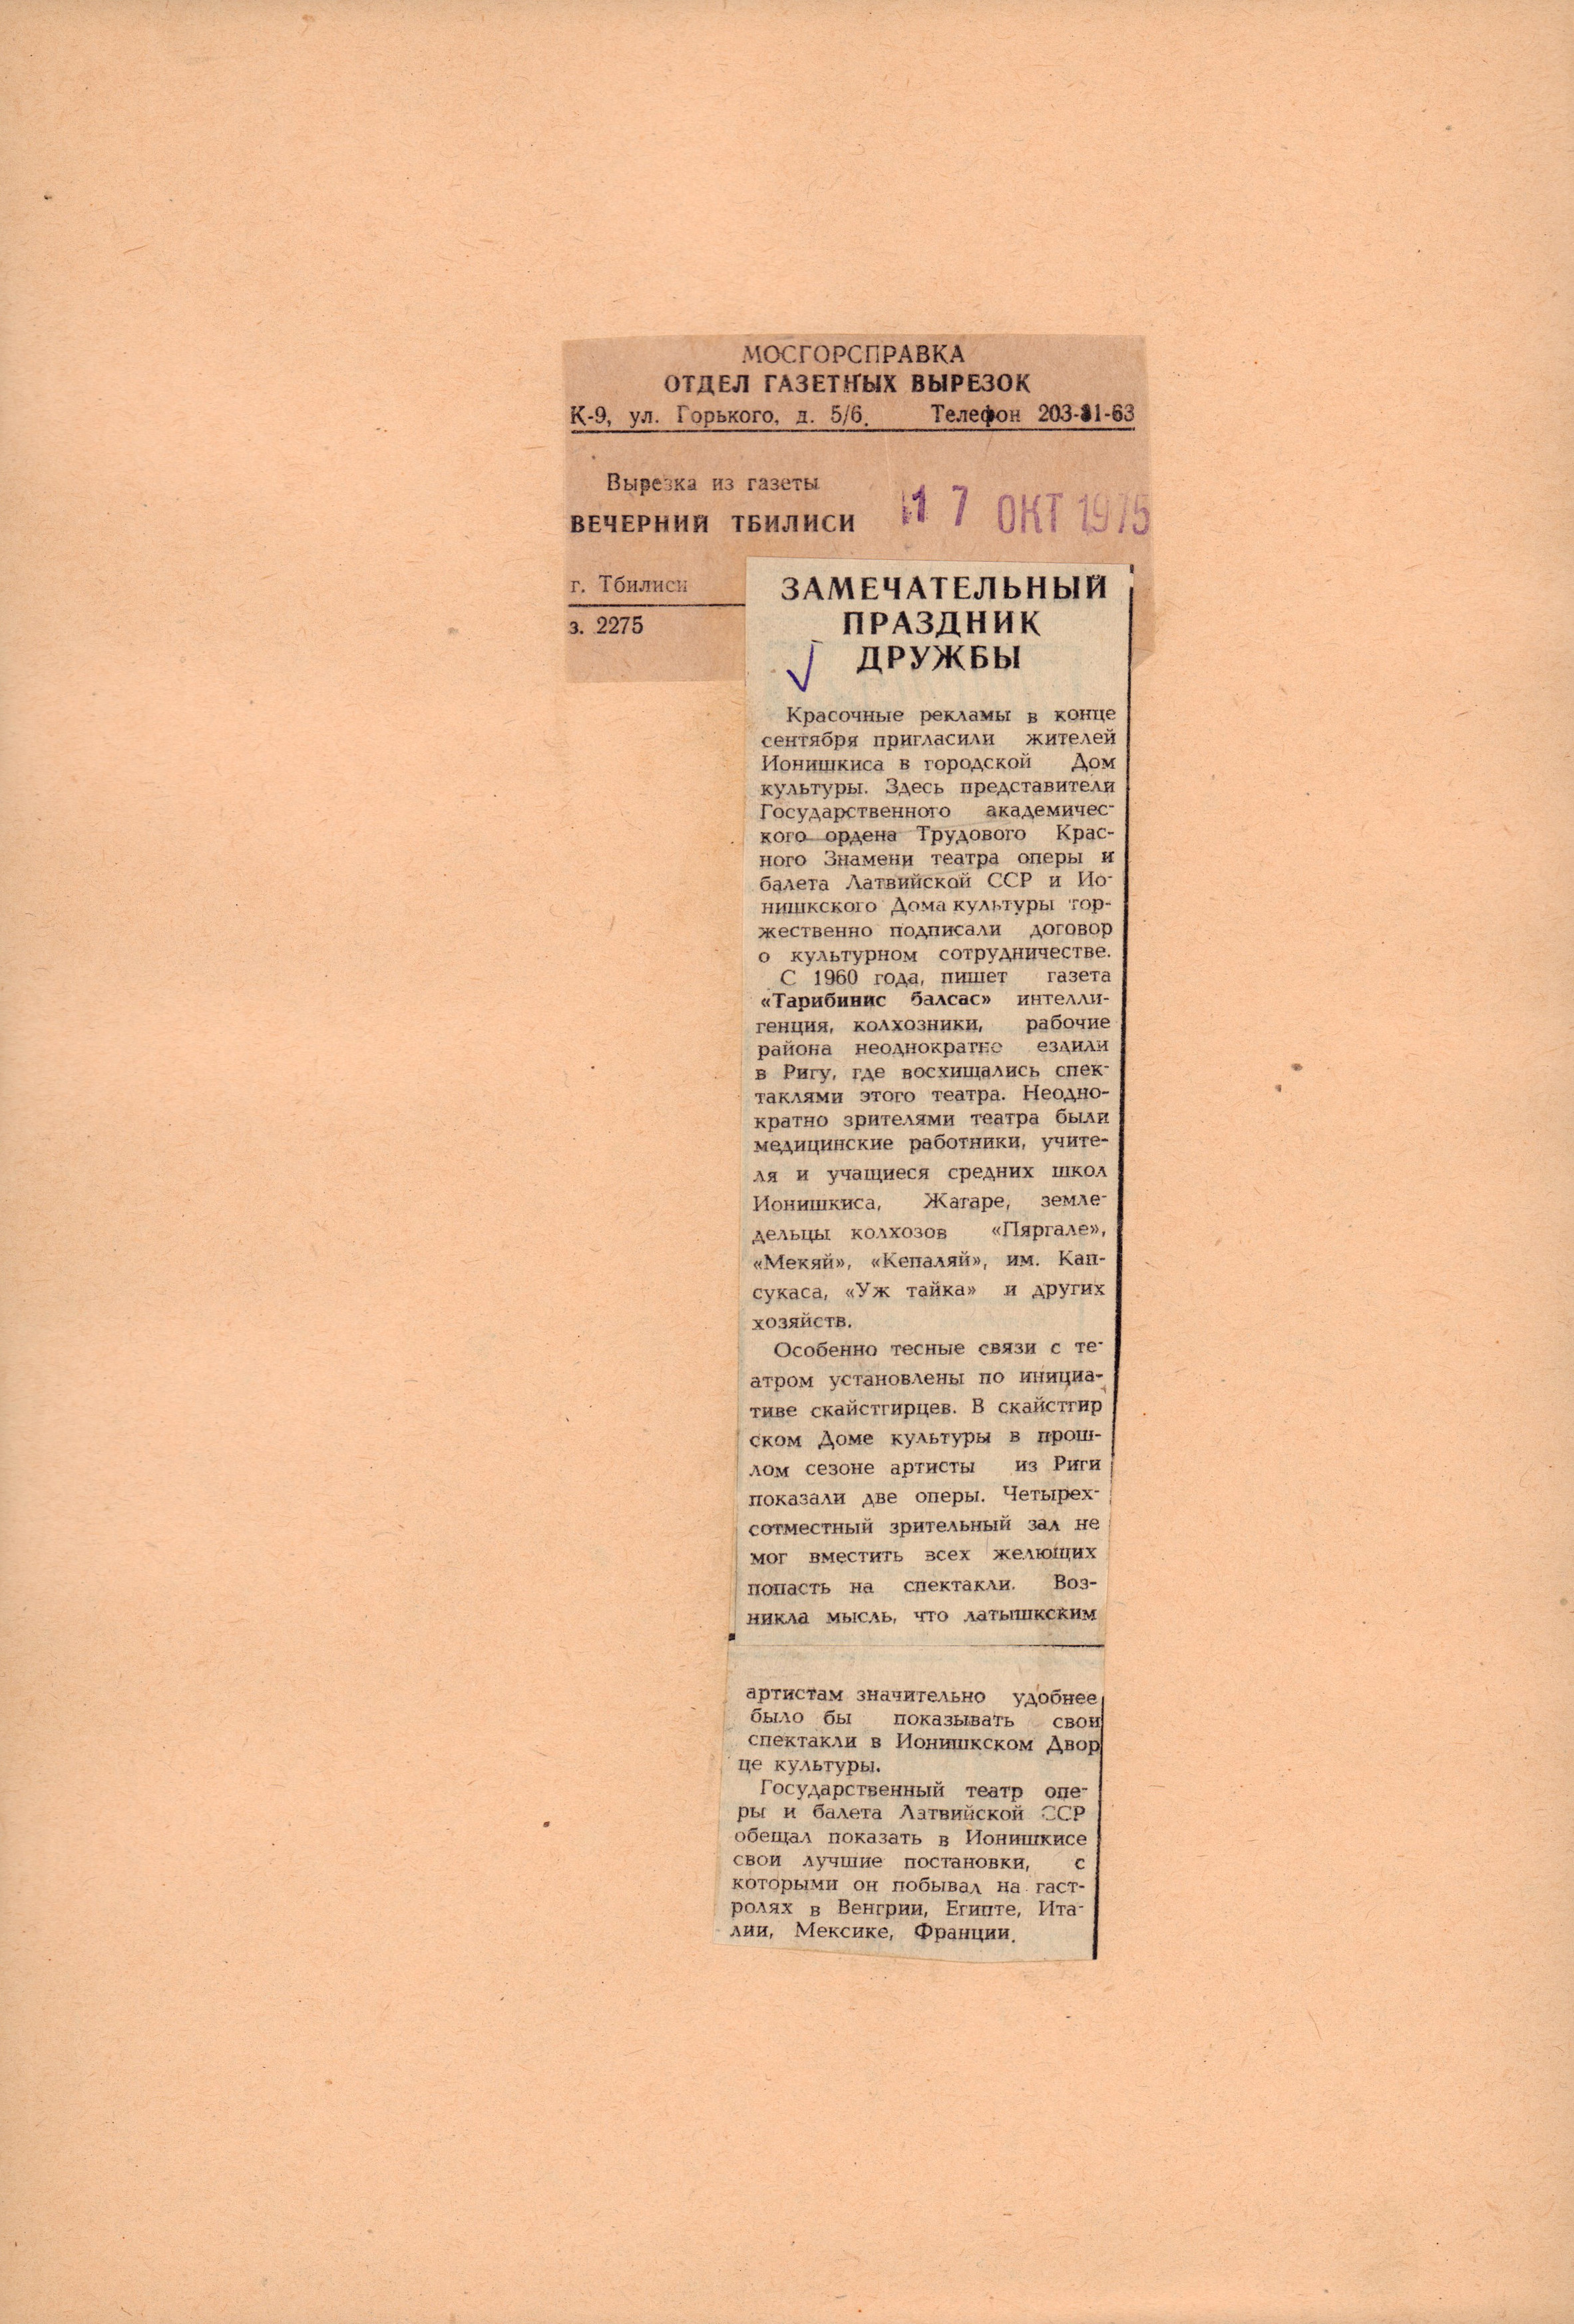 МОСГОРСПРАВКА
ОТДЕЛ ГАЗЕТНЫХ ВЫРЕЗОК
К-9, ул. Горького, д. 5/6. Телефон 203-81-63
Вырезка из газеты
ВЕЧЕРНИЙ ТБИЛИСИ
17 ОКТ 1975
г. Тбилиси
з. 2275
ЗАМЕЧАТЕЛЬНЫЙ
ПРАЗДНИК
ДРУЖБЫ
Красочные рекламы в конце
сентября пригласили жителей
Ионишкиса в городской Дом
культуры. Здесь представители
Государственного академичес-
кого ордена Трудового Крас-
ного Знамени театра оперы и
балета Латвийской ССР и Ио-
нишкского Дома культуры тор-
жественно подписали договор
о культурном сотрудничестве.
С 1960 года, пишет газета
«Тарибинис балсас» интелли-
генция, колхозники, рабочие
района неоднократно ездили
в Ригу, где восхищались спек-
таклями этого театра. Неодно-
кратно зрителями театра были
медицинские работники, учите-
ля и учащиеся средних школ
Ионишкиса, Жагаре, земле-
дельцы колхозов «Пяргале»,
«Мекяй», «Кепаляй», им. Кап-
сукаса, «Уж тайка» и других
хозяйств.
Особенно тесные связи с те-
атром установлены по инициа-
тиве скайстгирцев. В скайстгир
ском Доме культуры в прош-
лом сезоне артисты из Риги
показали две оперы. Четырех-
сотместный зрительный зал не
мог вместить всех желющих
попасть на спектакли. Воз-
никла мысль, что латышкским
артистам значительно удобнее
было бы показывать свои
спектакли в Ионишкском Двор
це культуры.
Государственный театр опе-
ры и балета Латвийской ССР
обещал показать в Ионишкисе
свои лучшие постановки, с
которыми он побывал на гаст-
ролях в Венгрии, Египте, Ита-
лии, Мексике, Франции.